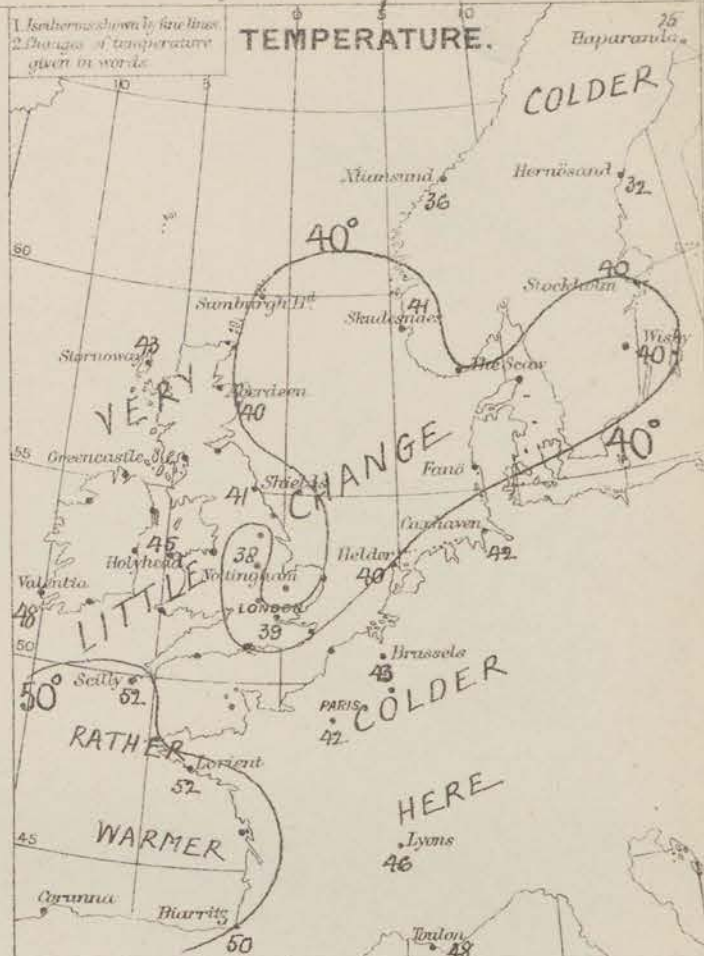 1. Isotherms shown by fine lines.
2. Changes of temperature
given in words.
TEMPERATURE.
10 5 0 5 10
25
Haparanda
COLDER
Xtiansund
36
Hernösand
32
60
40°
Sumburgh Hd.
41
Skudesnaes
40
Stockholm
Wisby
40
The Scaw
43
Stornoway
Aberdeen
40
VERY
40°
55
Greencastle
Shields
41
CHANGE
Fanö
Cuxhaven
42
46
Holyhead
38
Nottingham
Helder
40
Valentia
48
LITTLE
LONDON
39
50
Brussels
43
50°
Scilly
52
PARIS
42
COLDER
RATHER
Lorient
52
HERE
45
WARMER
Lyons
46
Corunna
Biarritz
50
Toulon
48